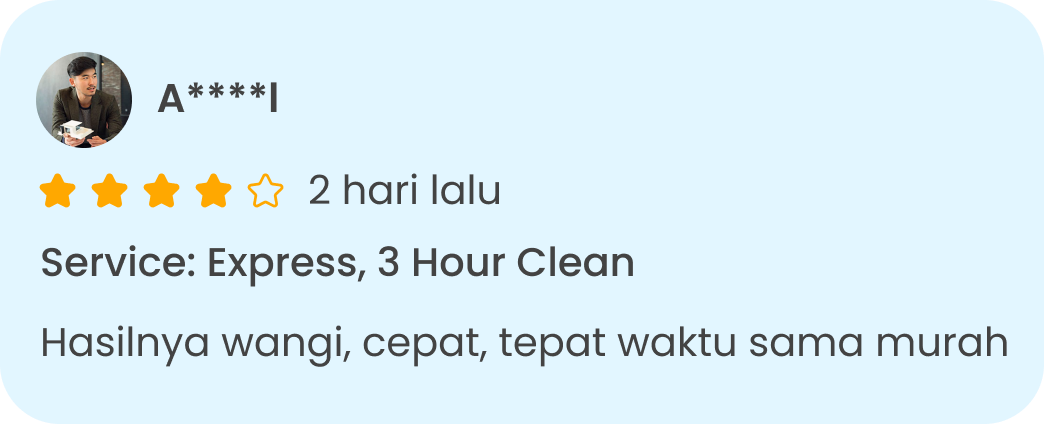 A****l
2 hari lalu
Service: Express, 3 Hour Clean
Hasilnya wangi, cepat, tepat waktu sama murah